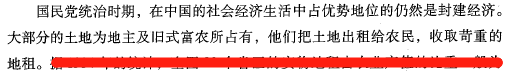 国民党统治时期，在中国的社会经济生活中占优势地位的仍然是封建经济。
大部分的土地为地主及旧式富农所占有，他们把土地出租给农民，收取苛重的
地租。